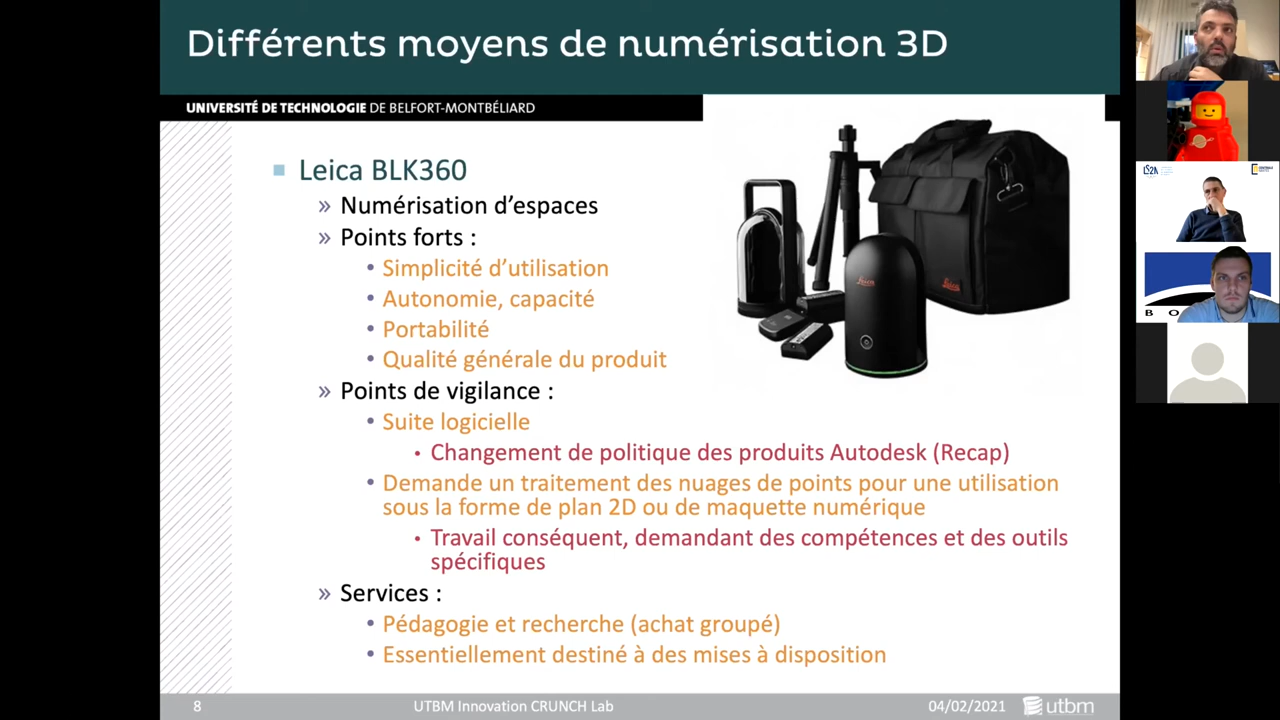 Différents moyens de numérisation 3D
UNIVERSITÉ DE TECHNOLOGIE DE BELFORT-MONTBÉLIARD
Leica BLK360
» Numérisation d’espaces
» Points forts :
• Simplicité d’utilisation
• Autonomie, capacité
• Portabilité
• Qualité générale du produit
» Points de vigilance :
• Suite logicielle
• Changement de politique des produits Autodesk (Recap)
• Demande un traitement des nuages de points pour une utilisation
sous la forme de plan 2D ou de maquette numérique
• Travail conséquent, demandant des compétences et des outils
spécifiques
» Services :
• Pédagogie et recherche (achat groupé)
• Essentiellement destiné à des mises à disposition
8
UTBM Innovation CRUNCH Lab
04/02/2021
utbm
Leica
Leica
LS2N
B O